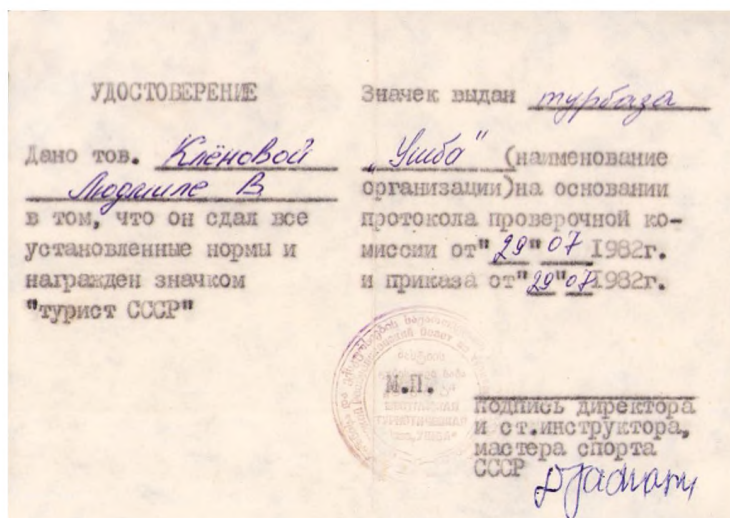 УДОСТОВЕРЕНИЕ
Дано тов. Клёновой
Людмиле В
в том, что он сдал все
установленные нормы и
награжден значком
"турист СССР"
Значек выдан турбаза
„Ушба" (наименование
организации)на основании
протокола проверочной ко-
миссии от"29"07 1982г.
и приказа от"29"07 1982г.
М.П.
подпись директора
и ст.инструктора,
мастера спорта
СССР